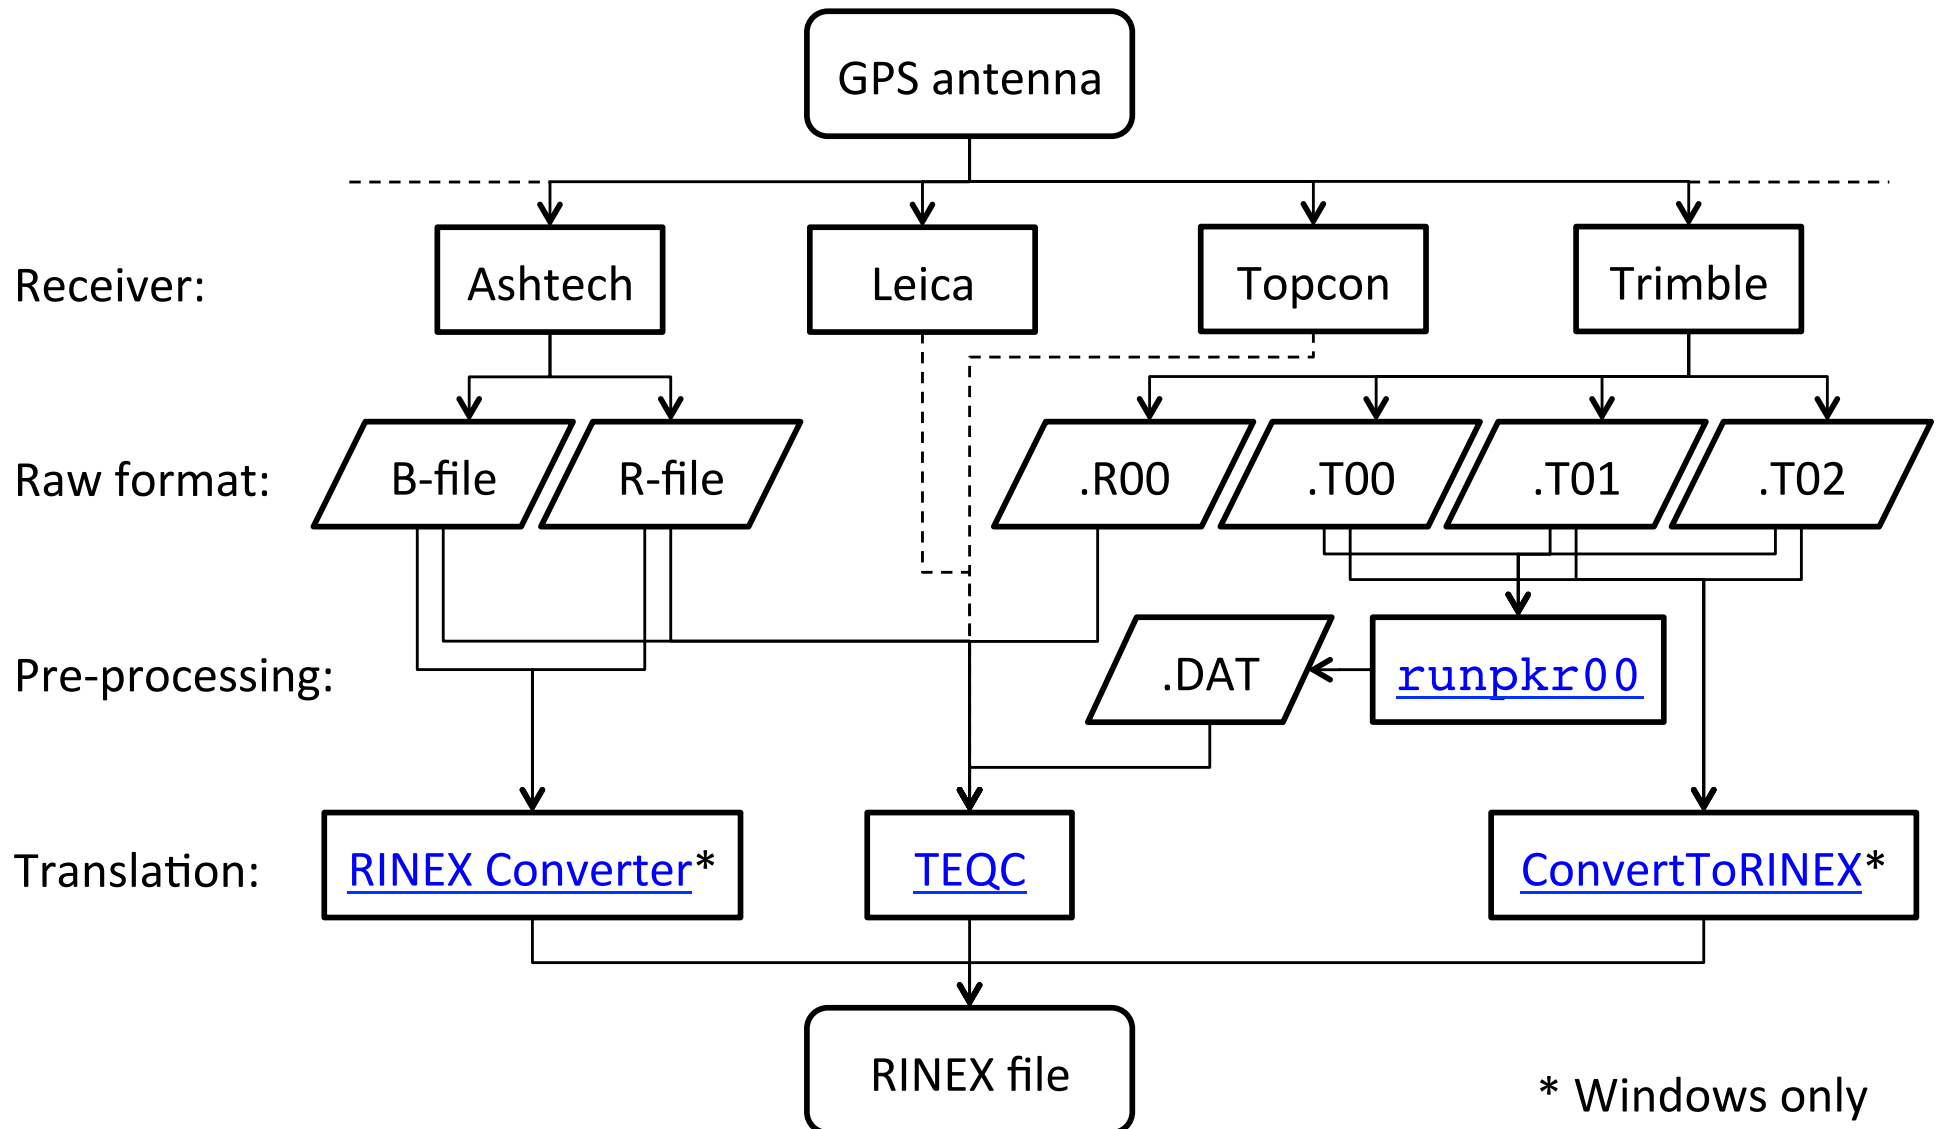 GPS antenna
Receiver:
Ashtech
Leica
Topcon
Trimble
Raw format:
B-file
R-file
.R00
.T00
.T01
.T02
Pre-processing:
.DAT
runpkr00
Translation:
RINEX Converter*
TEQC
ConvertToRINEX*
RINEX file
* Windows only